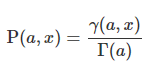 P(a, x) = γ(a, x) / Γ(a)